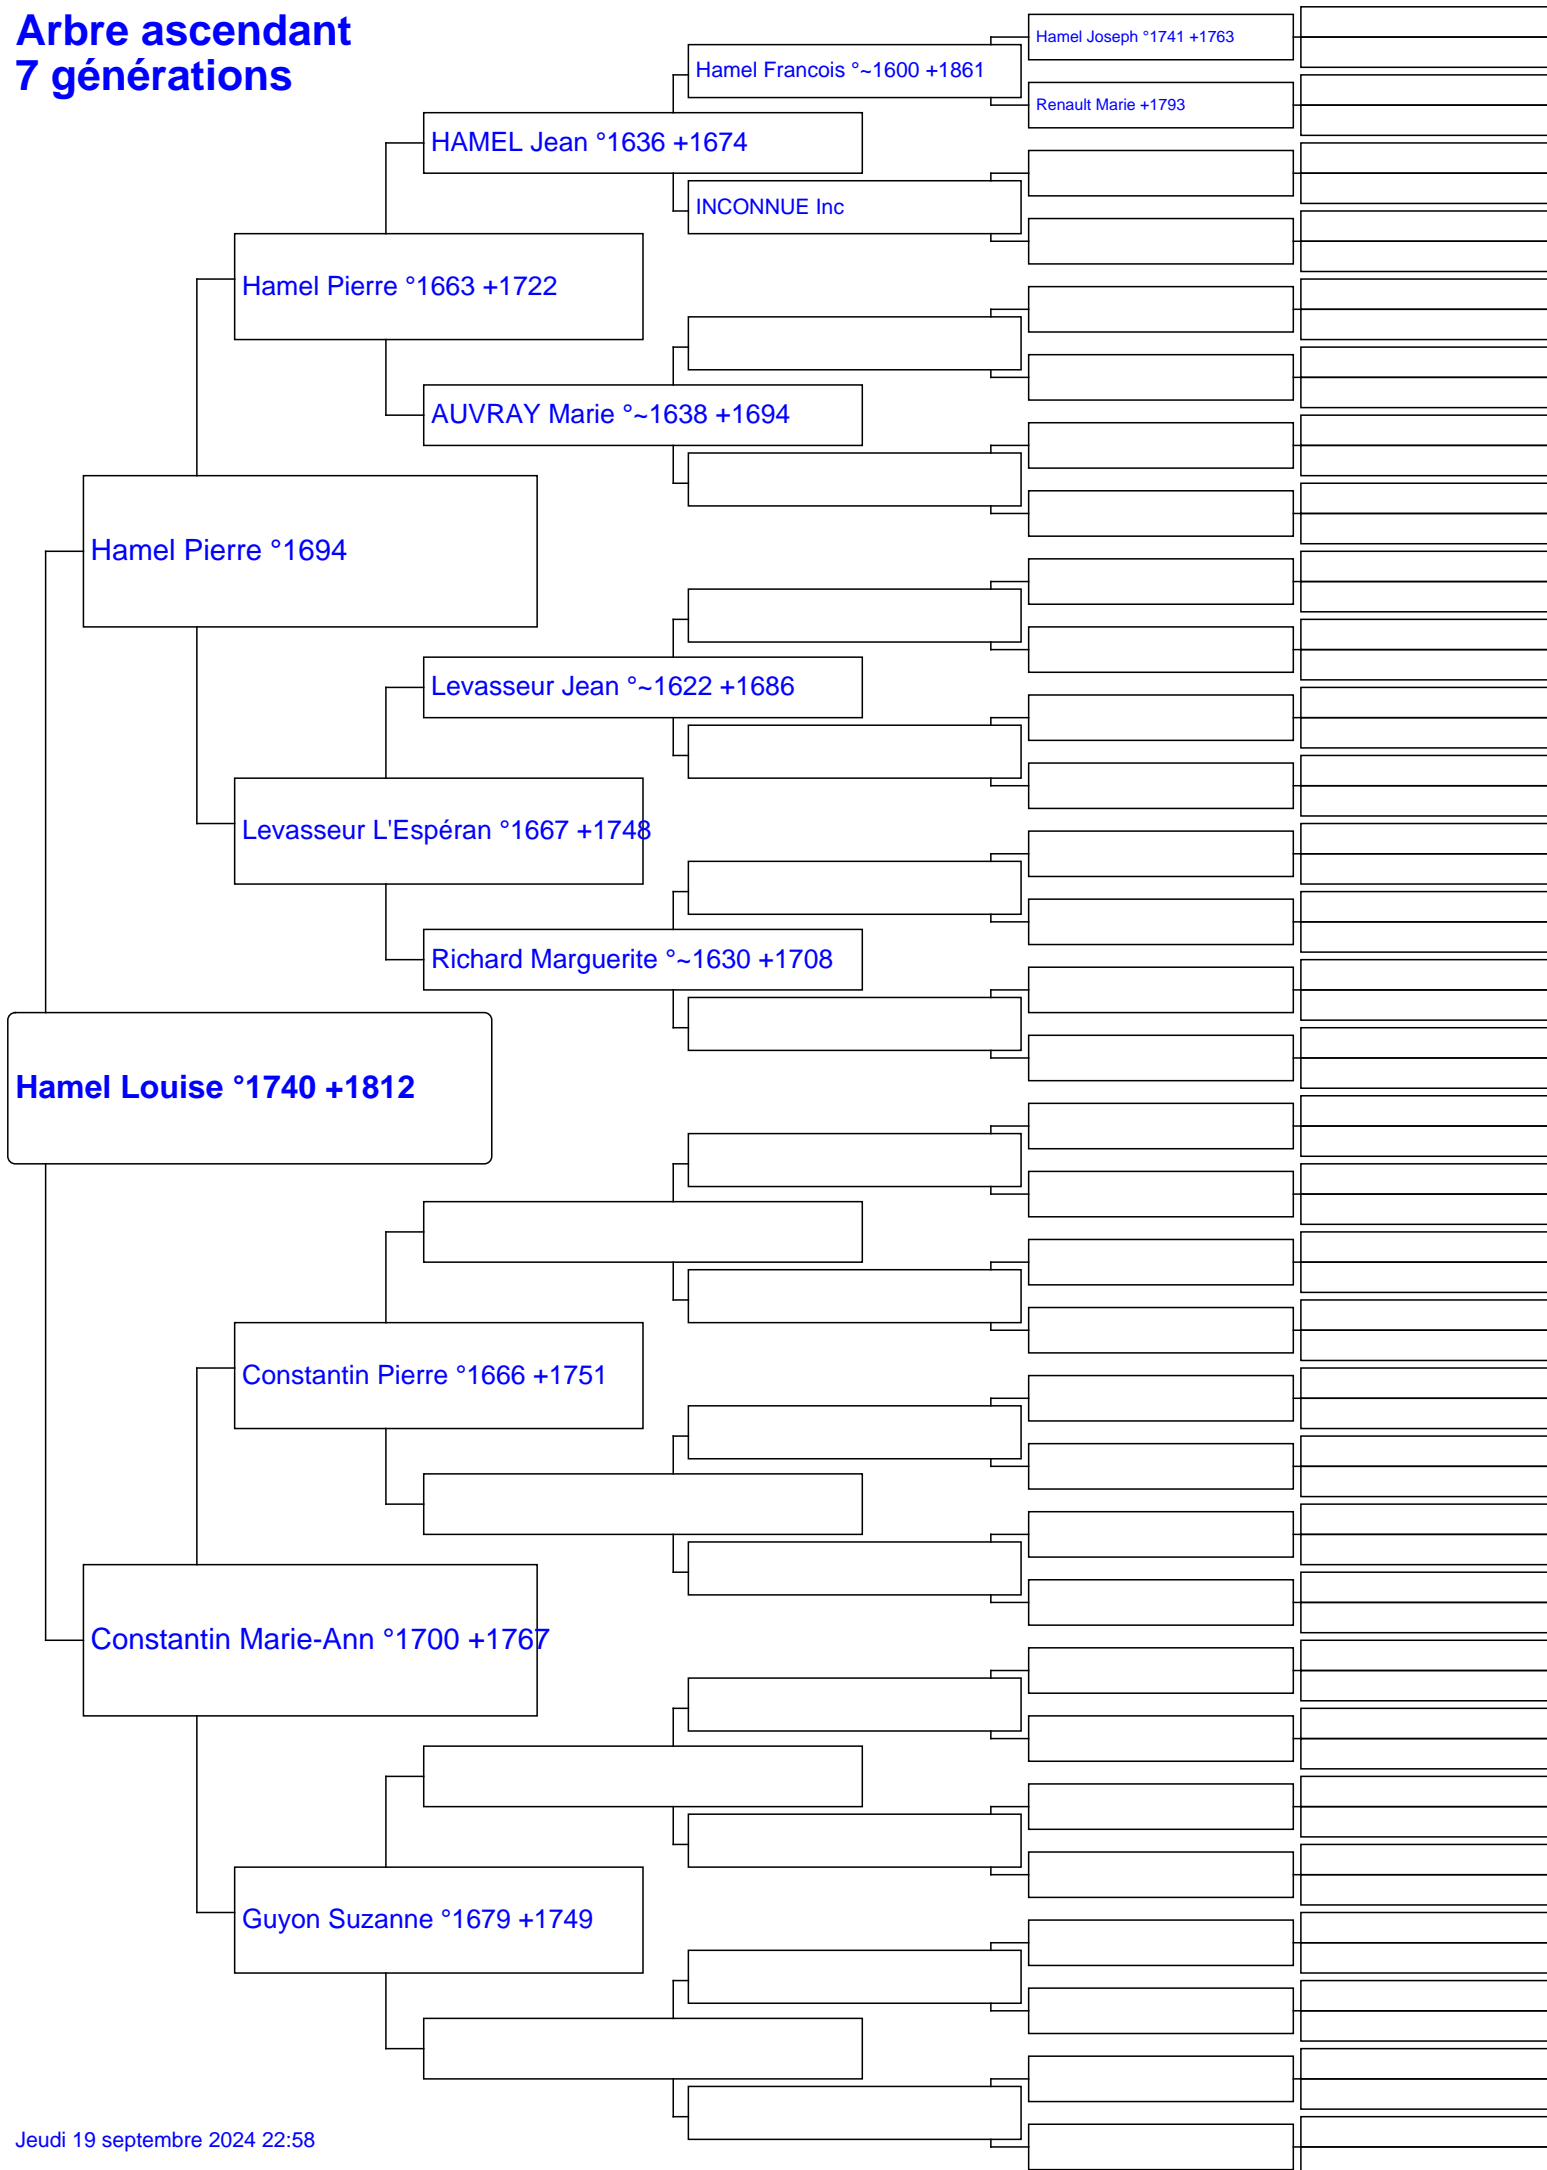 Arbre ascendant
7 générations
Hamel Joseph °1741 +1763
Hamel Francois °~1600 +1861
Renault Marie +1793
HAMEL Jean °1636 +1674
INCONNUE Inc
Hamel Pierre °1663 +1722
AUVRAY Marie °~1638 +1694
Hamel Pierre °1694
Levasseur Jean °~1622 +1686
Levasseur L'Espéran °1667 +1748
Richard Marguerite °~1630 +1708
Hamel Louise °1740 +1812
Constantin Pierre °1666 +1751
Constantin Marie-Ann °1700 +1767
Guyon Suzanne °1679 +1749
Jeudi 19 septembre 2024 22:58